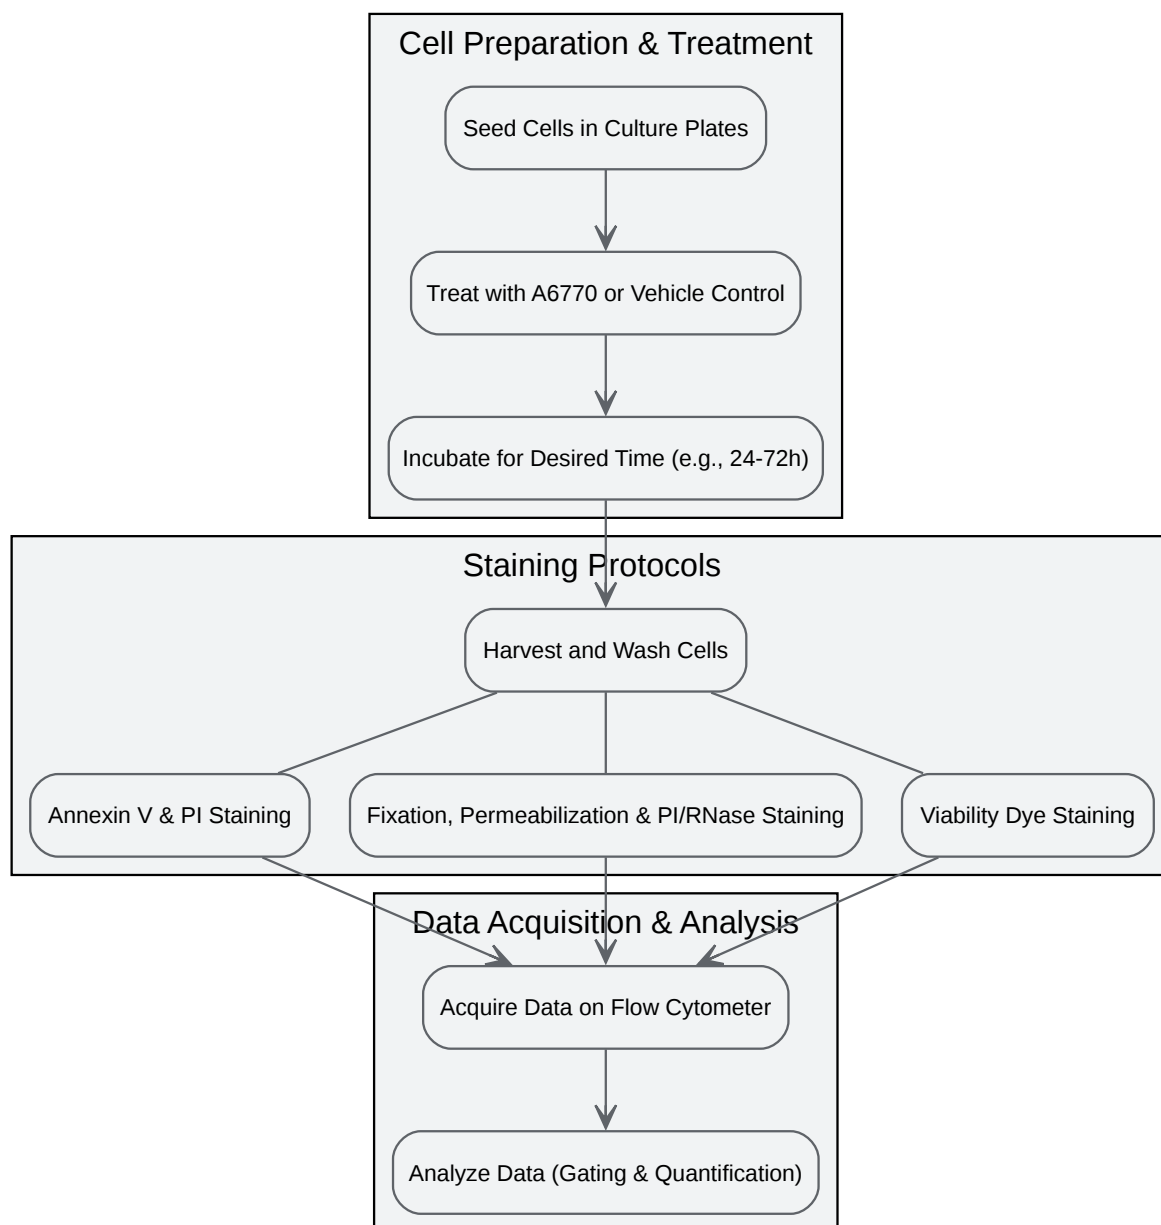 Cell Preparation & Treatment
Seed Cells in Culture Plates
Treat with A6770 or Vehicle Control
Incubate for Desired Time (e.g., 24-72h)
Staining Protocols
Harvest and Wash Cells
Annexin V & PI Staining
Fixation, Permeabilization & PI/RNase Staining
Viability Dye Staining
Data Acquisition & Analysis
Acquire Data on Flow Cytometer
Analyze Data (Gating & Quantification)